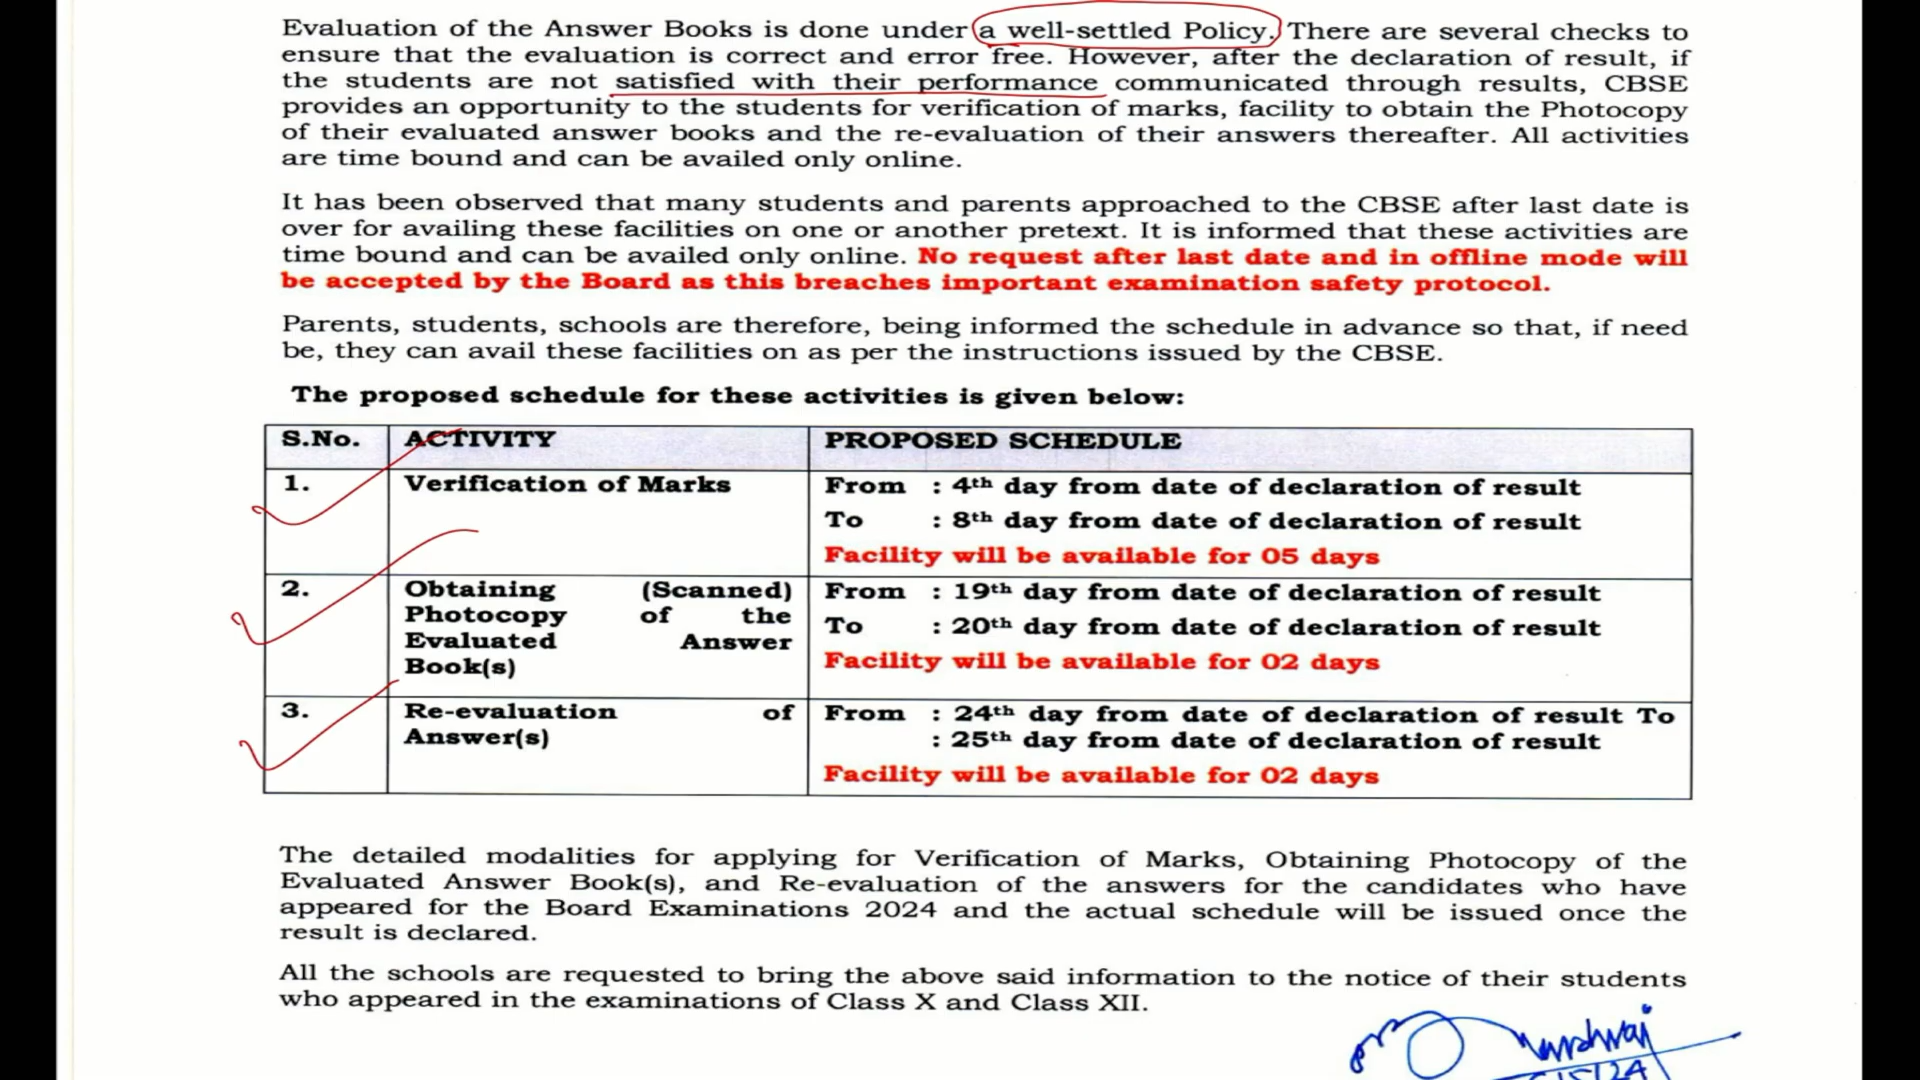 Evaluation of the Answer Books is done under a well-settled Policy. There are several checks to
ensure that the evaluation is correct and error free. However, after the declaration of result, if
the students are not satisfied with their performance communicated through results, CBSE
provides an opportunity to the students for verification of marks, facility to obtain the Photocopy
of their evaluated answer books and the re-evaluation of their answers thereafter. All activities
are time bound and can be availed only online.
It has been observed that many students and parents approached to the CBSE after last date is
over for availing these facilities on one or another pretext. It is informed that these activities are
time bound and can be availed only online. No request after last date and in offline mode will
be accepted by the Board as this breaches important examination safety protocol.
Parents, students, schools are therefore, being informed the schedule in advance so that, if need
be, they can avail these facilities on as per the instructions issued by the CBSE.
The proposed schedule for these activities is given below:
S.No. ACTIVITY PROPOSED SCHEDULE
1. Verification of Marks From : 4th day from date of declaration of result
To : 8th day from date of declaration of result
Facility will be available for 05 days
2. Obtaining (Scanned) From : 19th day from date of declaration of result
Photocopy of the
To : 20th day from date of declaration of result
Evaluated Answer
Book(s) Facility will be available for 02 days
3. Re-evaluation of From : 24th day from date of declaration of result To
Answer(s) : 25th day from date of declaration of result
Facility will be available for 02 days
The detailed modalities for applying for Verification of Marks, Obtaining Photocopy of the
Evaluated Answer Book(s), and Re-evaluation of the answers for the candidates who have
appeared for the Board Examinations 2024 and the actual schedule will be issued once the
result is declared.
All the schools are requested to bring the above said information to the notice of their students
who appeared in the examinations of Class X and Class XII.